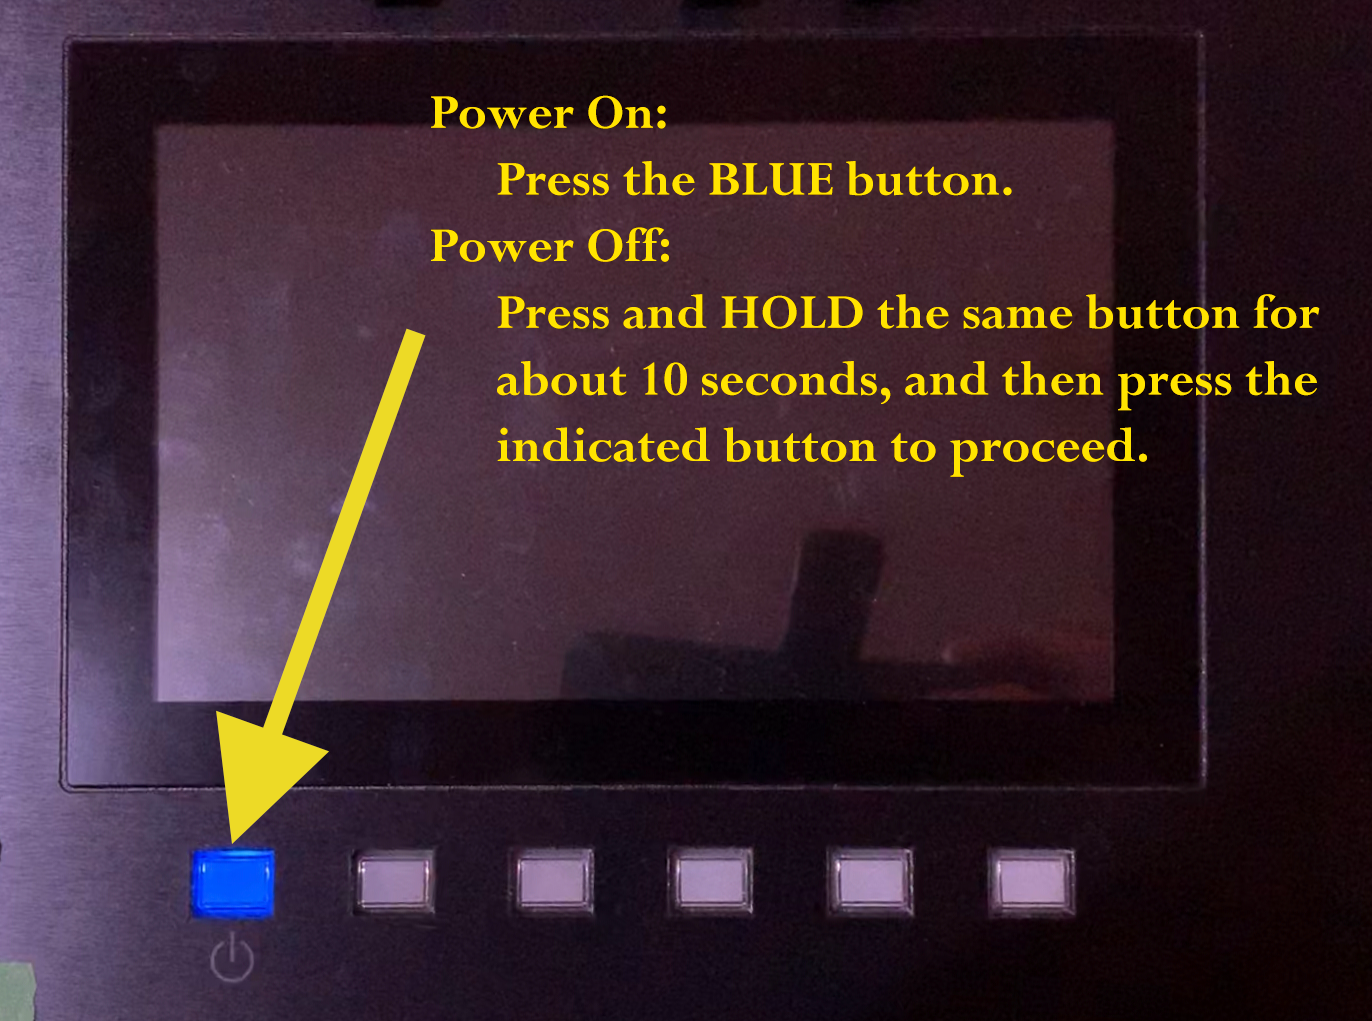 Power On:
Press the BLUE button.
Power Off:
Press and HOLD the same button for
about 10 seconds, and then press the
indicated button to proceed.